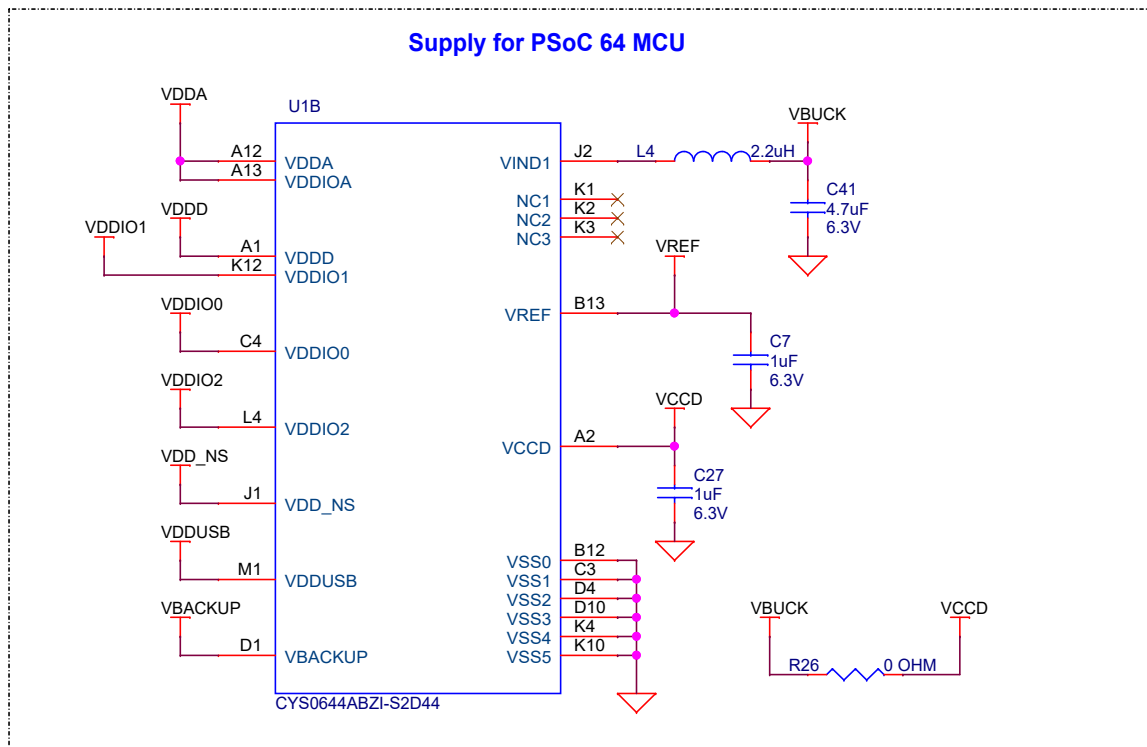 Supply for PSoC 64 MCU
VDDA
U1B
VBUCK
A12
VDDA
A13
VDDIOA
VIND1
J2
L4
2.2uH
C41
4.7uF
6.3V
NC1
K1
NC2
K2
NC3
K3
VDDD
VDDIO1
A1
VDDD
K12
VDDIO1
VREF
VREF
B13
VDDIO0
C4
VDDIO0
C7
1uF
6.3V
VDDIO2
L4
VDDIO2
VCCD
VCCD
A2
VDD_NS
J1
VDD_NS
C27
1uF
6.3V
VDDUSB
M1
VDDUSB
VSS0
B12
VSS1
C3
VSS2
D4
VSS3
D10
VSS4
K4
VSS5
K10
VBACKUP
D1
VBACKUP
VBUCK
VCCD
R26
0 OHM
CYS0644ABZI-S2D44